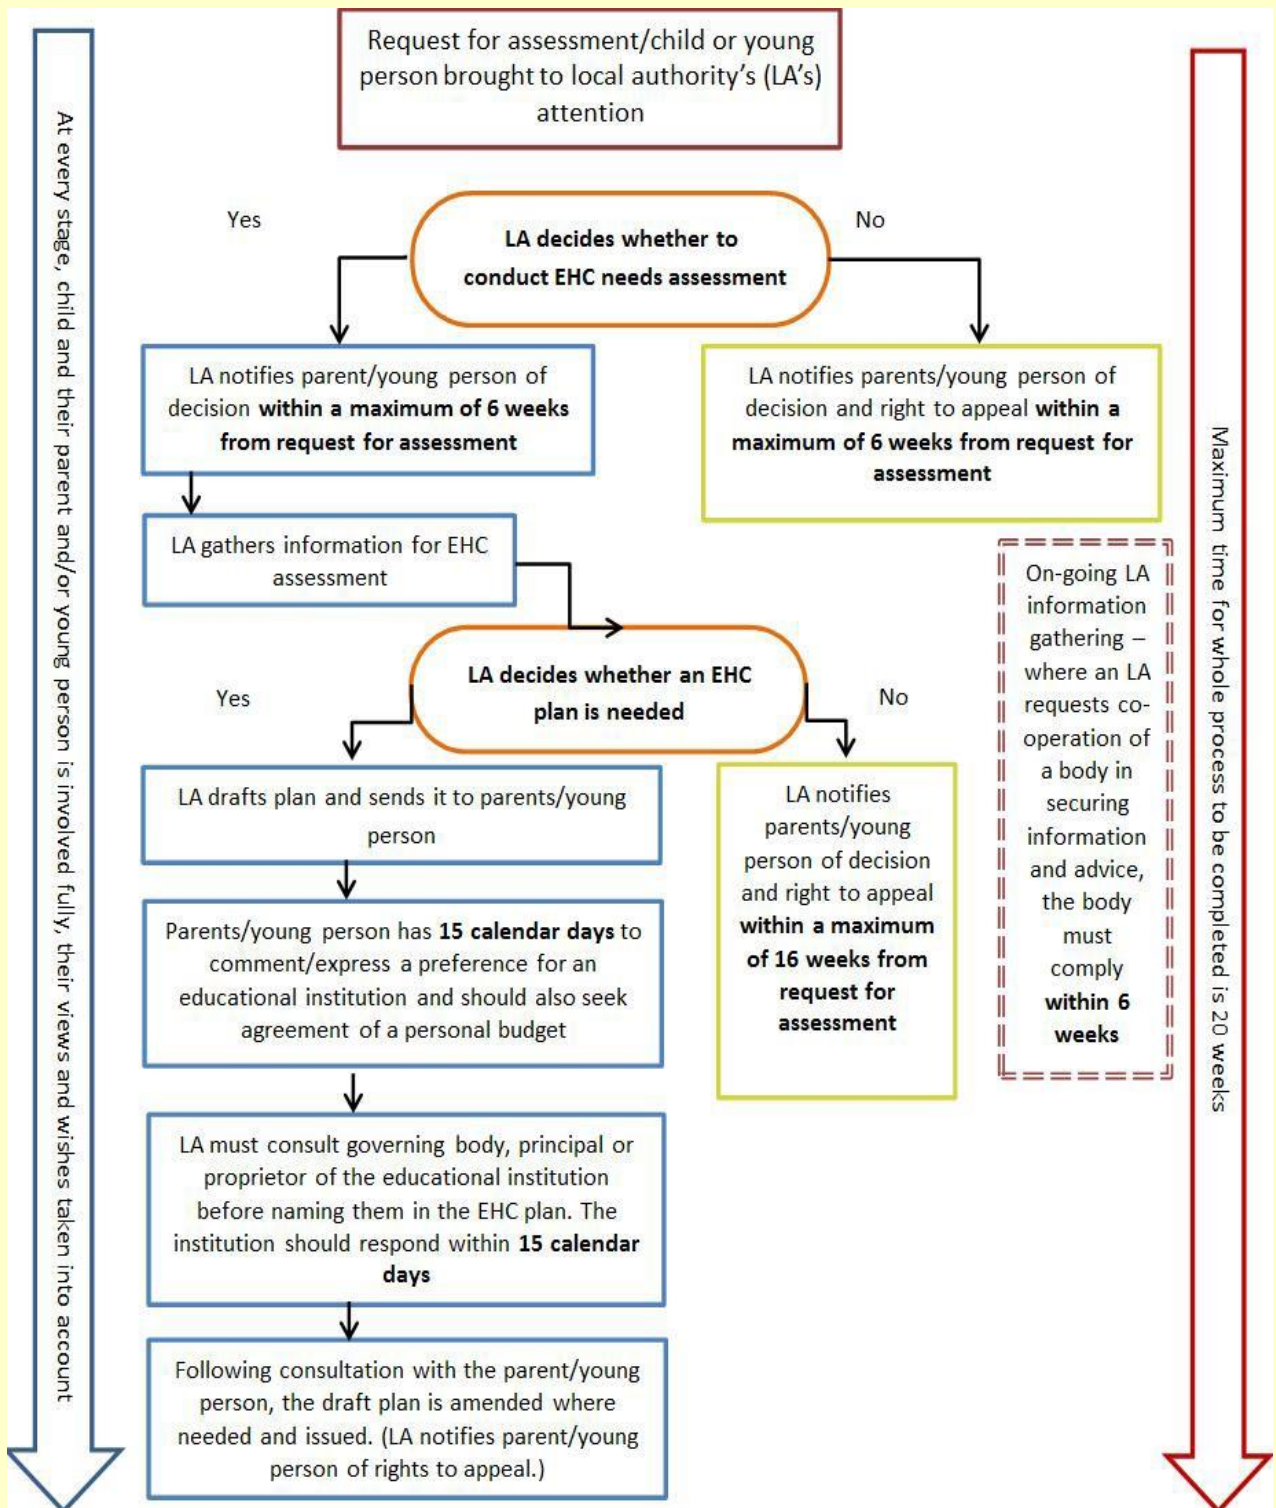 Request for assessment/child or young
person brought to local authority's (LA's)
attention
At every stage, child and their parent and/or young person is involved fully, their views and wishes taken into account
Maximum time for whole process to be completed is 20 weeks
Yes
No
LA decides whether to
conduct EHC needs assessment
LA notifies parent/young person of
decision within a maximum of 6 weeks
from request for assessment
LA notifies parents/young person of
decision and right to appeal within a
maximum of 6 weeks from request for
assessment
LA gathers information for EHC
assessment
On-going LA
information
gathering –
where an LA
requests co-
operation of
a body in
securing
information
and advice,
the body
must
comply
within 6
weeks
LA decides whether an EHC
plan is needed
Yes
No
LA drafts plan and sends it to parents/young
person
LA notifies
parents/young
person of decision
and right to appeal
within a maximum
of 16 weeks from
request for
assessment
Parents/young person has 15 calendar days to
comment/express a preference for an
educational institution and should also seek
agreement of a personal budget
LA must consult governing body, principal or
proprietor of the educational institution
before naming them in the EHC plan. The
institution should respond within 15 calendar
days
Following consultation with the parent/young
person, the draft plan is amended where
needed and issued. (LA notifies parent/young
person of rights to appeal.)